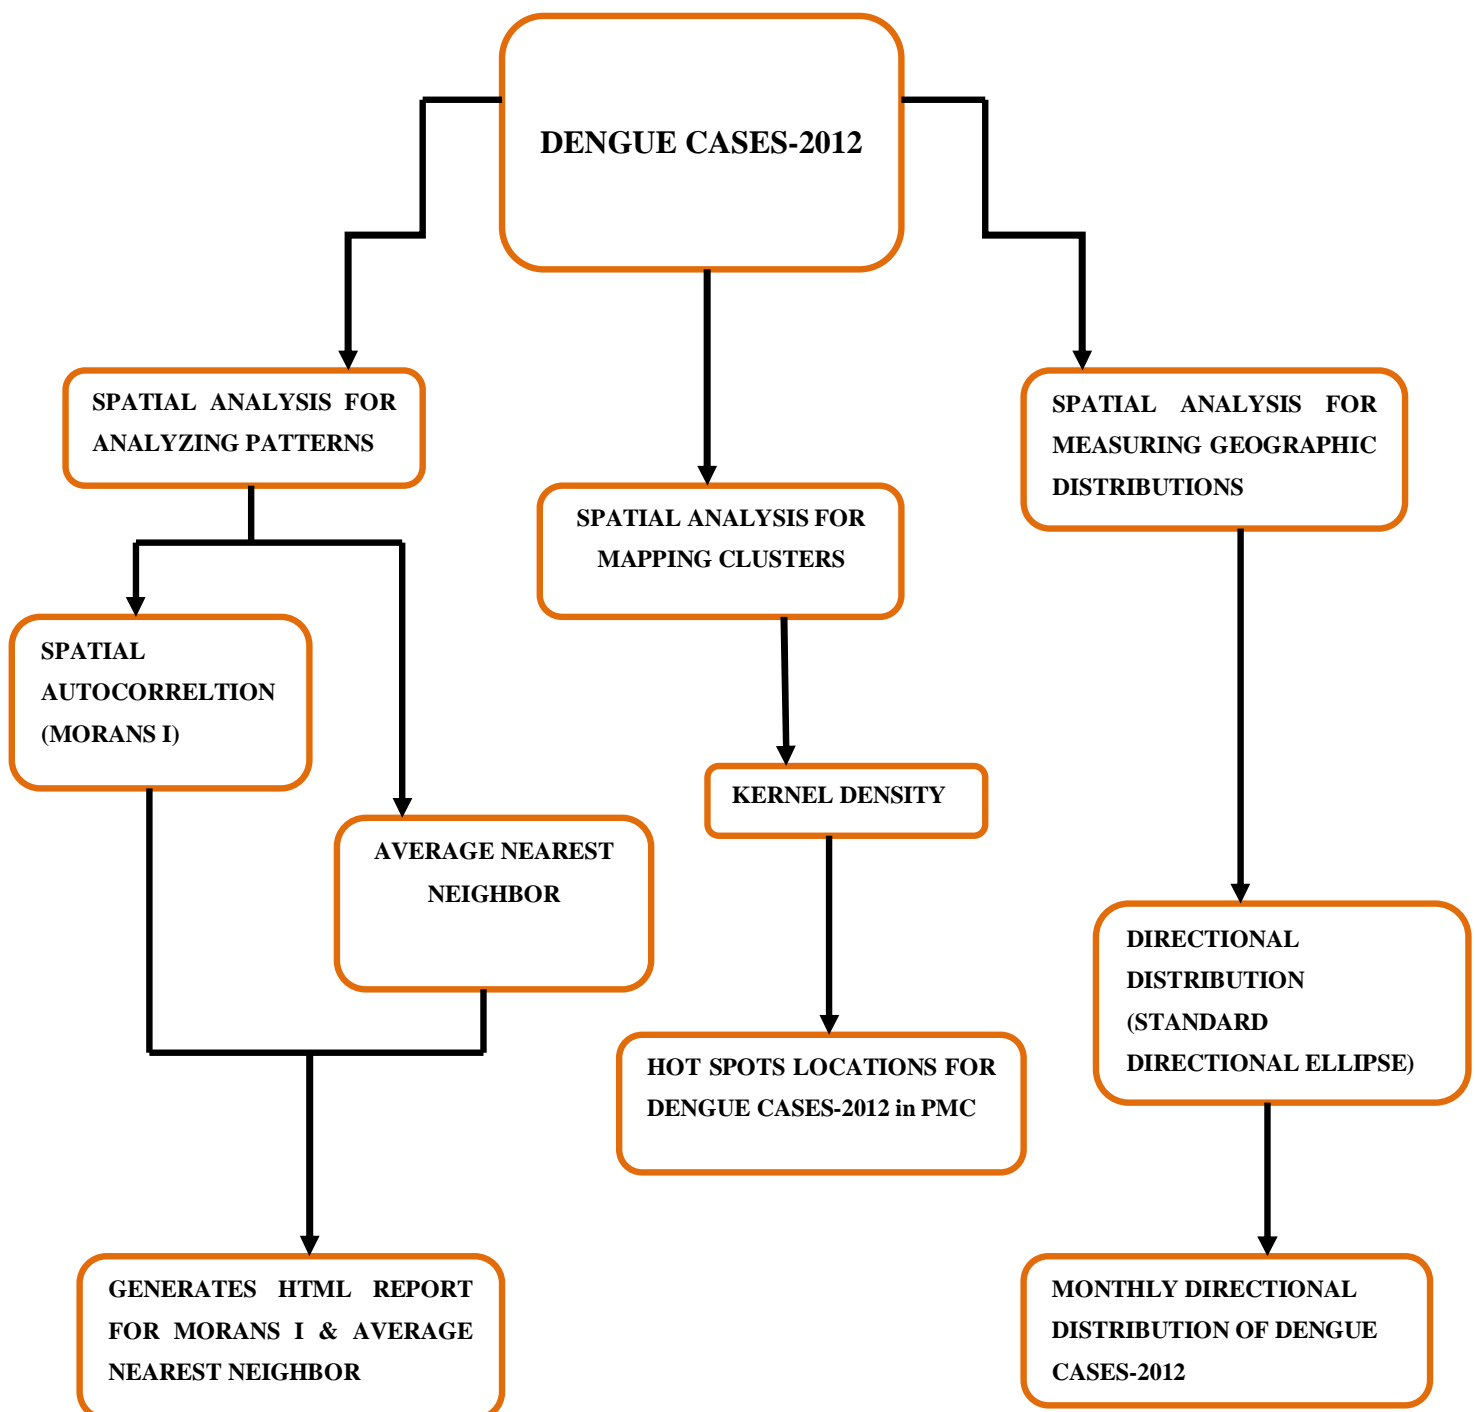 DENGUE CASES-2012
SPATIAL ANALYSIS FOR
ANALYZING PATTERNS
SPATIAL ANALYSIS FOR
MAPPING CLUSTERS
SPATIAL ANALYSIS FOR
MEASURING GEOGRAPHIC
DISTRIBUTIONS
SPATIAL
AUTOCORRELTION
(MORANS I)
AVERAGE NEAREST
NEIGHBOR
KERNEL DENSITY
DIRECTIONAL
DISTRIBUTION
(STANDARD
DIRECTIONAL ELLIPSE)
HOT SPOTS LOCATIONS FOR
DENGUE CASES-2012 in PMC
GENERATES HTML REPORT
FOR MORANS I & AVERAGE
NEAREST NEIGHBOR
MONTHLY DIRECTIONAL
DISTRIBUTION OF DENGUE
CASES-2012